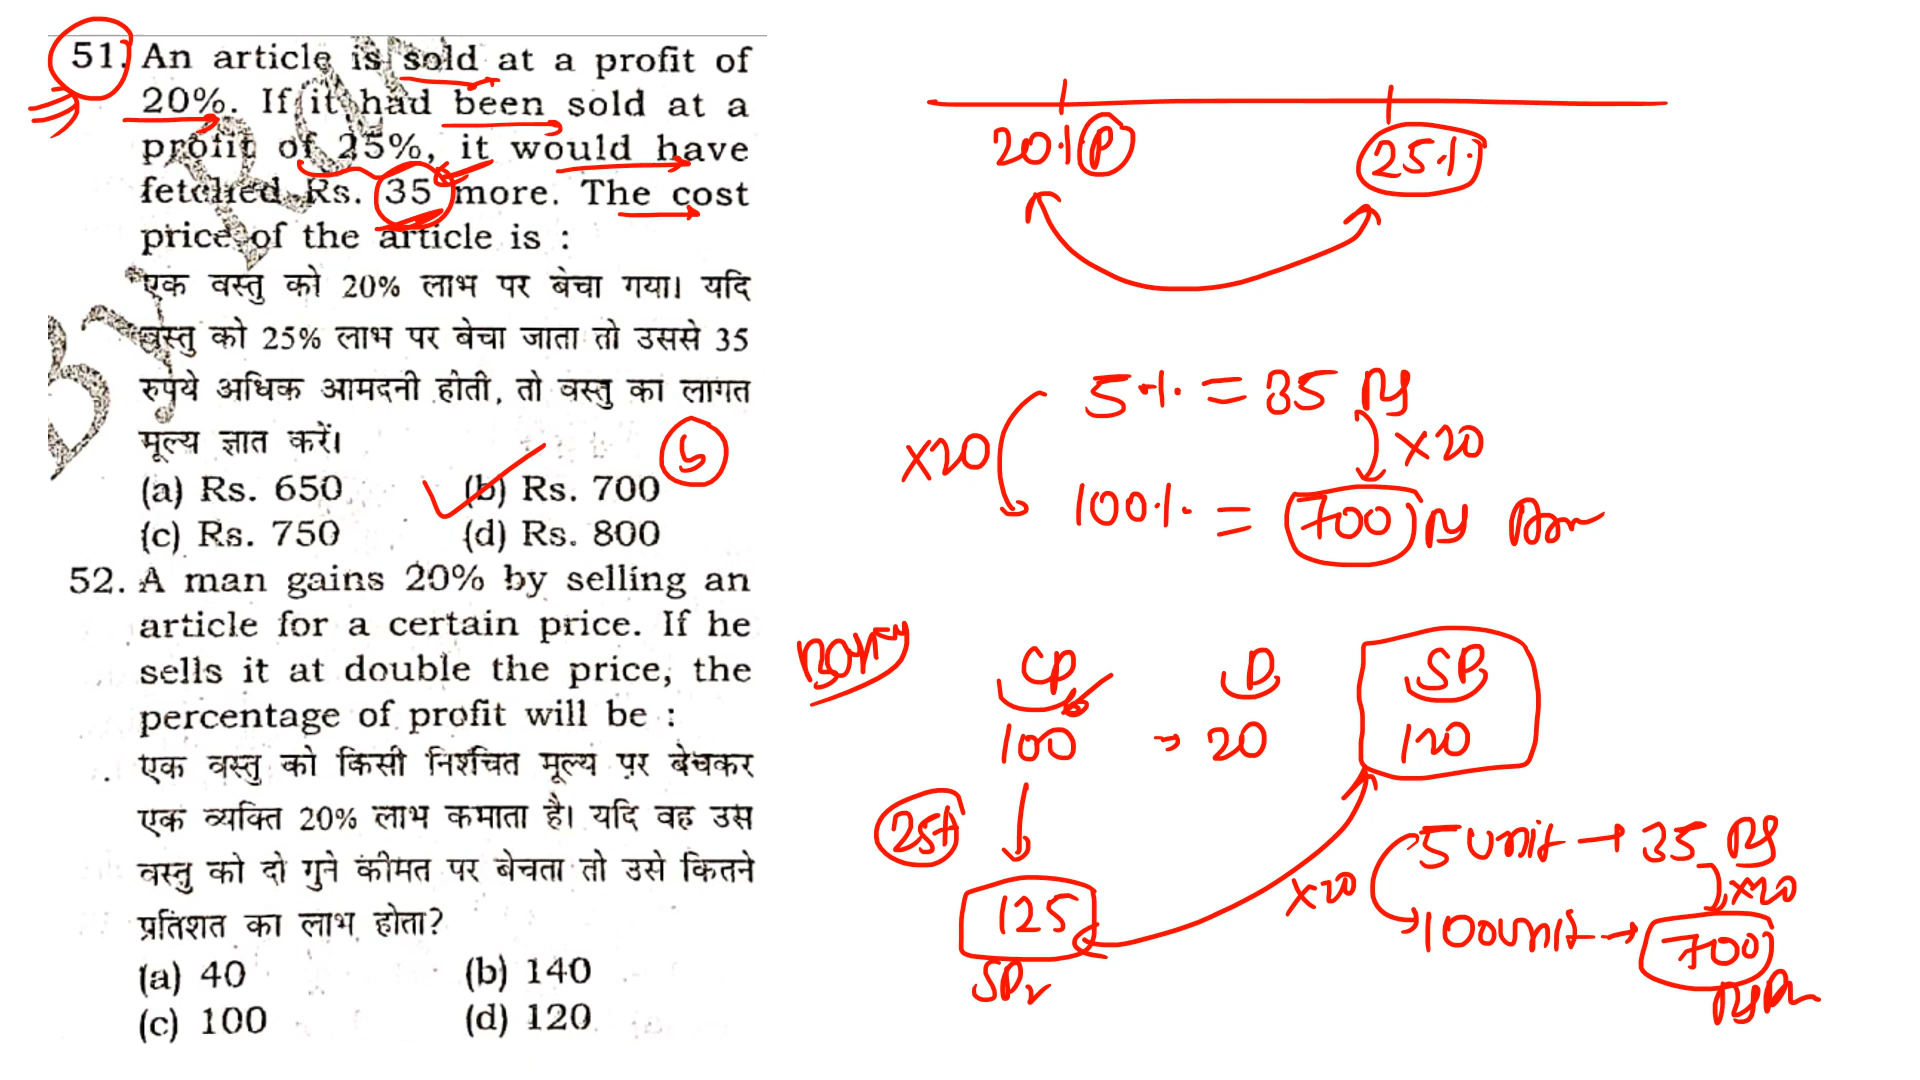 51. An article is sold at a profit of
20%. If it had been sold at a
profit of 25%, it would have
fetched Rs. 35 more. The cost
price of the article is :
एक वस्तु को 20% लाभ पर बेचा गया। यदि
वस्तु को 25% लाभ पर बेचा जाता तो उससे 35
रुपये अधिक आमदनी होती, तो वस्तु का लागत
मूल्य ज्ञात करें।
(a) Rs. 650 (b) Rs. 700
(c) Rs. 750 (d) Rs. 800
b
52. A man gains 20% by selling an
article for a certain price. If he
sells it at double the price, the
percentage of profit will be :
एक वस्तु को किसी निश्चित मूल्य पर बेचकर
एक व्यक्ति 20% लाभ कमाता है। यदि वह उस
वस्तु को दो गुने कीमत पर बेचता तो उसे कितने
प्रतिशत का लाभ होता?
(a) 40 (b) 140
(c) 100 (d) 120
20% P 25%
5% = 35 Rs
×20 ×20
100% = 700 Rs
CP P SP
100 → 20 120
25%
125
SP₂
5 unit → 35 Rs
×20 ×20
100 unit → 700
Rs